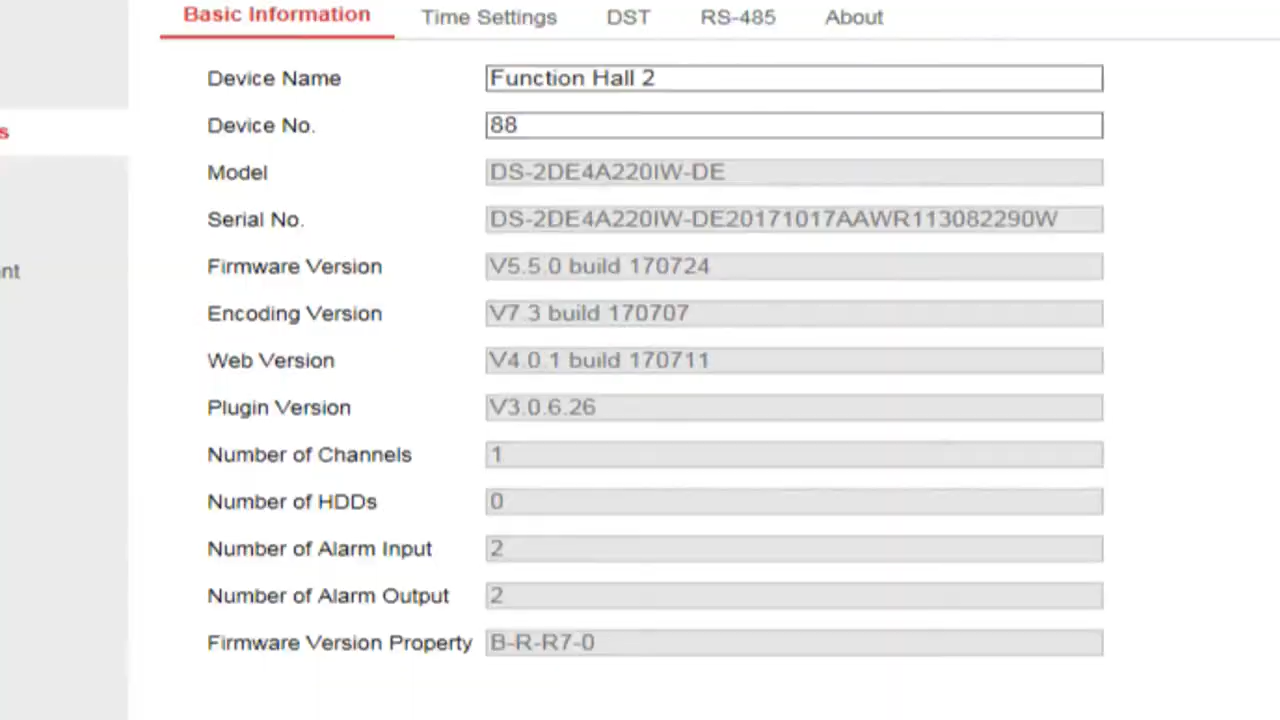 Basic Information Time Settings DST RS-485 About
Device Name Function Hall 2
Device No. 88
s
Model DS-2DE4A220IW-DE
Serial No. DS-2DE4A220IW-DE20171017AAWR113082290W
Firmware Version V5.5.0 build 170724
nt
Encoding Version V7.3 build 170707
Web Version V4.0.1 build 170711
Plugin Version V3.0.6.26
Number of Channels 1
Number of HDDs 0
Number of Alarm Input 2
Number of Alarm Output 2
Firmware Version Property B-R-R7-0